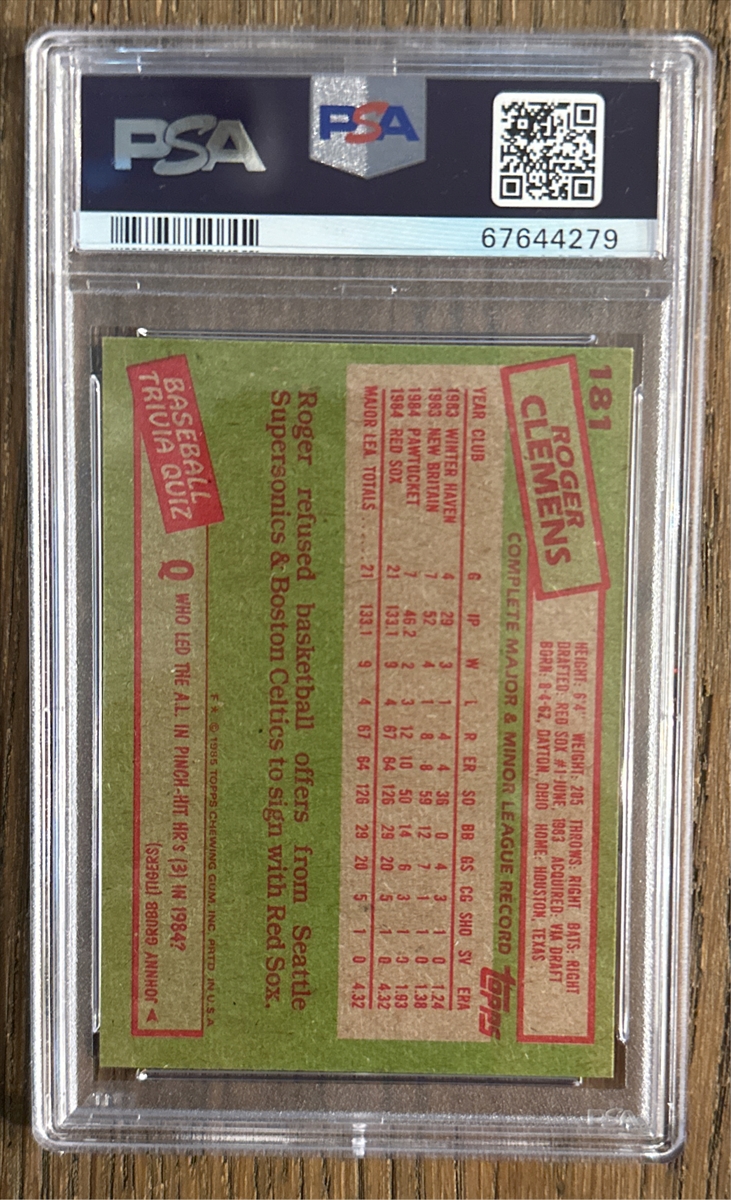 PSA
PSA
67644279
181
ROGER
CLEMENS
HEIGHT: 6'4" WEIGHT: 205 THROWS: RIGHT BATS: RIGHT
DRAFTED: RED SOX #1-JUNE 1983 ACQUIRED: VIA DRAFT
BORN: 8-4-62, DAYTON, OHIO HOME: HOUSTON, TEXAS
COMPLETE MAJOR & MINOR LEAGUE RECORD
topps
YEAR CLUB G IP W L R ER SO BB GS CG SHO SV ERA
1983 WINTER HAVEN 4 29 3 1 4 4 36 0 4 3 1 0 1.24
1983 NEW BRITAIN 7 52 4 1 8 8 59 12 7 1 1 0 1.38
1984 PAWTUCKET 7 46.2 2 3 12 10 50 14 6 3 1 0 1.93
1984 RED SOX 21 133.1 9 4 67 64 126 29 20 5 1 0 4.32
MAJOR LEA. TOTALS.....21 133.1 9 4 67 64 126 29 20 5 1 0 4.32
Roger refused basketball offers from Seattle
Supersonics & Boston Celtics to sign with Red Sox.
F * © 1985 TOPPS CHEWING GUM, INC. PRTD. IN U.S.A.
BASEBALL
TRIVIA QUIZ
Q WHO LED THE A.L. IN PINCH-HIT HR's (3) IN 1984?
A JOHNNY GRUBB (TIGERS)
PSA